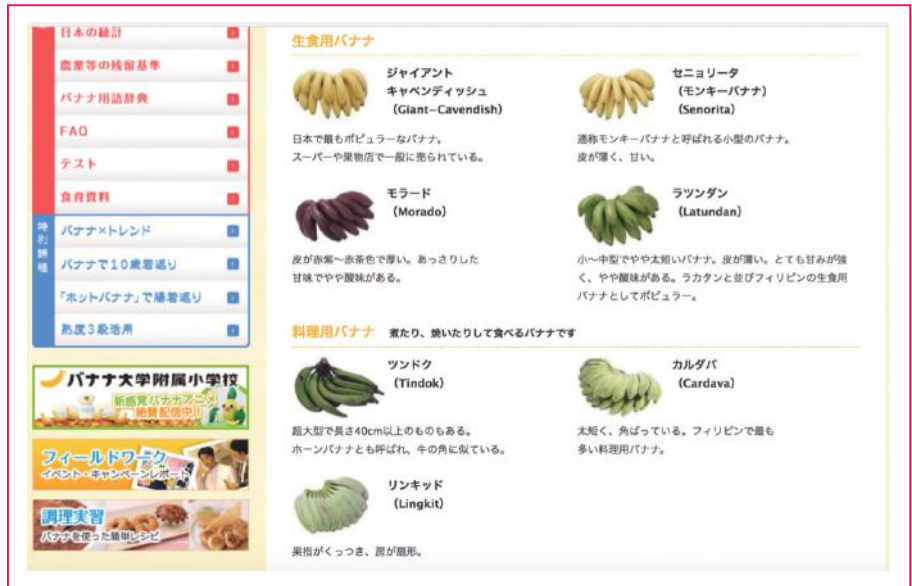 日本の統計
農薬等の残留基準
バナナ用語辞典
FAQ
テスト
食育資料
特別課程
バナナ×トレンド
バナナで10歳若返り
「ホットバナナ」で腸若返り
熟度3段活用
バナナ大学附属小学校
新感覚バナナアニメ
絶賛配信中!
フィールドワーク
イベント・キャンペーンレポート
調理実習
バナナを使った簡単レシピ
生食用バナナ
ジャイアント
キャベンディッシュ
(Giant-Cavendish)
日本で最もポピュラーなバナナ。
スーパーや果物店で一般に売られている。
セニョリータ
(モンキーバナナ)
(Senorita)
通称モンキーバナナと呼ばれる小型のバナナ。
皮が薄く、甘い。
モラード
(Morado)
皮が赤紫〜赤茶色で厚い。あっさりした
甘味でやや酸味がある。
ラツンダン
(Latundan)
小〜中型でやや太短いバナナ。皮が薄い。とても甘みが強
く、やや酸味がある。ラカタンと並びフィリピンの生食用
バナナとしてポピュラー。
料理用バナナ 煮たり、焼いたりして食べるバナナです
ツンドク
(Tindok)
超大型で長さ40cm以上のものもある。
ホーンバナナとも呼ばれ、牛の角に似ている。
カルダバ
(Cardava)
太短く、角ばっている。フィリピンで最も
多い料理用バナナ。
リンキッド
(Lingkit)
果指がくっつき、房が扇形。